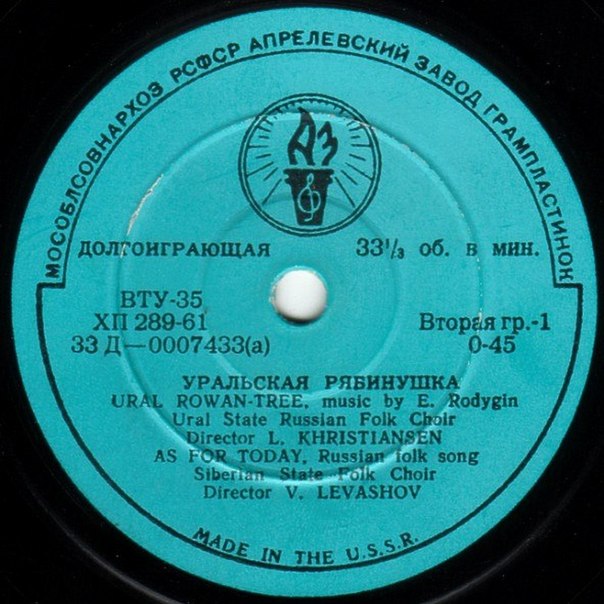 МОСОБЛСОВНАРХОЗ РСФСР АПРЕЛЕВСКИЙ ЗАВОД ГРАМПЛАСТИНОК
АЗ
ДОЛГОИГРАЮЩАЯ 33⅓ об. в мин.
ВТУ-35
ХП 289-61 Вторая гр.-1
33 Д—0007433(а) 0-45
УРАЛЬСКАЯ РЯБИНУШКА
URAL ROWAN-TREE, music by E. Rodygin
Ural State Russian Folk Choir
Director L. KHRISTIANSEN
AS FOR TODAY, Russian folk song
Siberian State Folk Choir
Director V. LEVASHOV
MADE IN THE U.S.S.R.